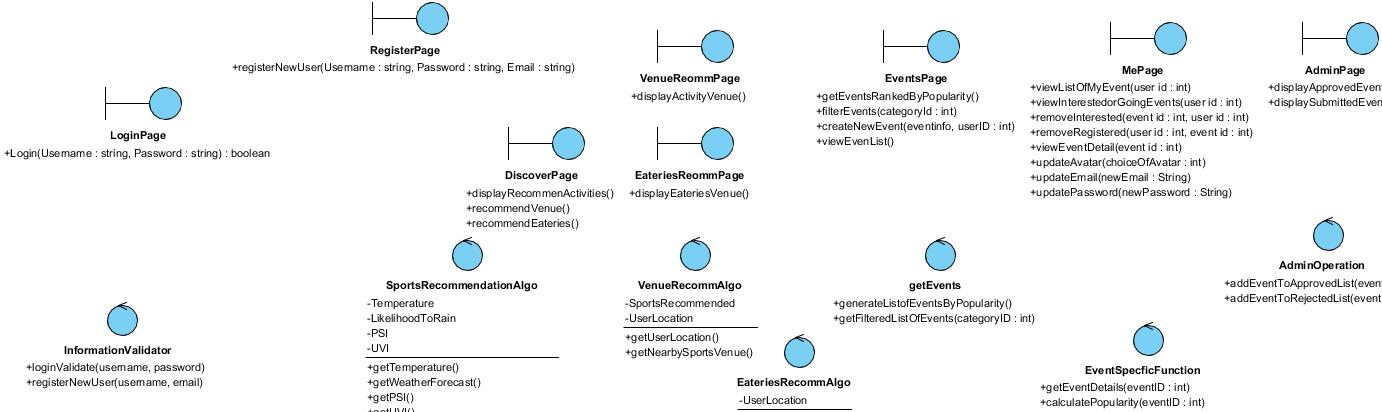 RegisterPage
+registerNewUser(Username : string, Password : string, Email : string)
LoginPage
+Login(Username : string, Password : string) : boolean
VenueReommPage
+displayActivityVenue()
EventsPage
+getEventsRankedByPopularity()
+filterEvents(categoryId : int)
+createNewEvent(eventinfo, userID : int)
+viewEvenList()
MePage
+viewListOfMyEvent(user id : int)
+viewInterestedorGoingEvents(user id : int)
+removeInterested(event id : int, user id : int)
+removeRegistered(user id : int, event id : int)
+viewEventDetail(event id : int)
+updateAvatar(choiceOfAvatar : int)
+updateEmail(newEmail : String)
+updatePassword(newPassword : String)
AdminPage
+displayApprovedEven
+displaySubmittedEven
DiscoverPage
+displayRecommenActivities()
+recommendVenue()
+recommendEateries()
EateriesReommPage
+displayEateriesVenue()
SportsRecommendationAlgo
-Temperature
-LikelihoodToRain
-PSI
-UVI
+getTemperature()
+getWeatherForecast()
+getPSI()
+getUVI()
VenueRecommAlgo
-SportsRecommended
-UserLocation
+getUserLocation()
+getNearbySportsVenue()
getEvents
+generateListofEventsByPopularity()
+getFilteredListOfEvents(categoryID : int)
AdminOperation
+addEventToApprovedList(even
+addEventToRejectedList(event
InformationValidator
+loginValidate(username, password)
+registerNewUser(username, email)
EateriesRecommAlgo
-UserLocation
EventSpecficFunction
+getEventDetails(eventID : int)
+calculatePopularity(eventID : int)